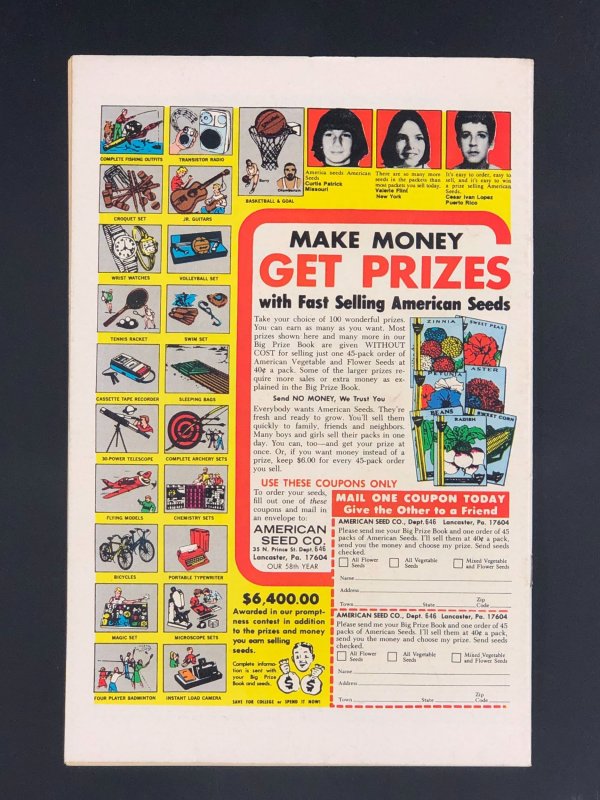 COMPLETE FISHING OUTFITS
TRANSISTOR RADIO
CROQUET SET
JR. GUITARS
WRIST WATCHES
VOLLEYBALL SET
TENNIS RACKET
SWIM SET
CASSETTE TAPE RECORDER
SLEEPING BAGS
30-POWER TELESCOPE
COMPLETE ARCHERY SETS
FLYING MODELS
CHEMISTRY SETS
BICYCLES
PORTABLE TYPEWRITER
MAGIC SET
MICROSCOPE SETS
FOUR PLAYER BADMINTON
INSTANT LOAD CAMERA
BASKETBALL & GOAL
America needs American
Seeds
Curtis Patrick
Missouri
There are so many more
seeds in the packets than
most packets you sell today.
Valerie Flint
New York
It's easy to order, easy to
sell, and it's easy to win
a prize selling American
Seeds.
Cesar Ivan Lopez
Puerto Rico
MAKE MONEY
GET PRIZES
with Fast Selling American Seeds
Take your choice of 100 wonderful prizes.
You can earn as many as you want. Most
prizes shown here and many more in our
Big Prize Book are given WITHOUT
COST for selling just one 45-pack order of
American Vegetable and Flower Seeds at
40¢ a pack. Some of the larger prizes re-
quire more sales or extra money as ex-
plained in the Big Prize Book.
Send NO MONEY, We Trust You
Everybody wants American Seeds. They're
fresh and ready to grow. You'll sell them
quickly to family, friends and neighbors.
Many boys and girls sell their packs in one
day. You can, too—and get your prize at
once. Or, if you want money instead of a
prize, keep $6.00 for every 45-pack order
you sell.
ZINNIA
SWEET PEAS
PETUNIA
ASTER
BEANS
RADISH
SWEET CORN
USE THESE COUPONS ONLY
To order your seeds,
fill out one of these
coupons and mail in
an envelope to:
AMERICAN
SEED CO.
35 N. Prince St. Dept. 646
Lancaster, Pa. 17604
OUR 58th YEAR
MAIL ONE COUPON TODAY
Give the Other to a Friend
AMERICAN SEED CO., Dept. 646 Lancaster, Pa. 17604
Please send me your Big Prize Book and one order of 45
packs of American Seeds. I'll sell them at 40¢ a pack,
send you the money and choose my prize. Send seeds
checked.
All Flower Seeds
All Vegetable Seeds
Mixed Vegetable and Flower Seeds
Name
Address
Town State Zip Code
AMERICAN SEED CO., Dept. 646 Lancaster, Pa. 17604
Please send me your Big Prize Book and one order of 45
packs of American Seeds. I'll sell them at 40¢ a pack,
send you the money and choose my prize. Send seeds
checked.
All Flower Seeds
All Vegetable Seeds
Mixed Vegetable and Flower Seeds
Name
Address
Town State Zip Code
$6,400.00
Awarded in our prompt-
ness contest in addition
to the prizes and money
you earn selling
seeds.
Complete informa-
tion is sent with
your Big Prize
Book and seeds.
$ $
SAVE FOR COLLEGE or SPEND IT NOW!